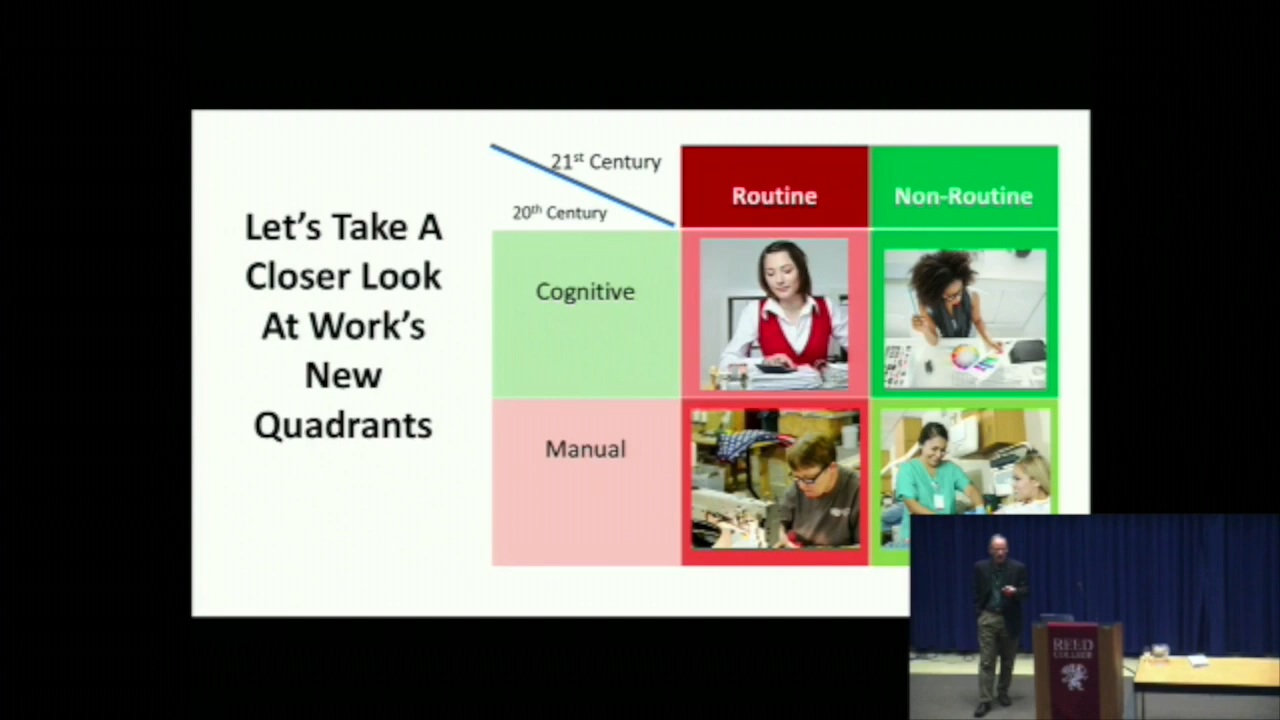 Let's Take A
Closer Look
At Work's
New
Quadrants
21st Century
20th Century
Routine
Non-Routine
Cognitive
Manual
REED
COLLEGE